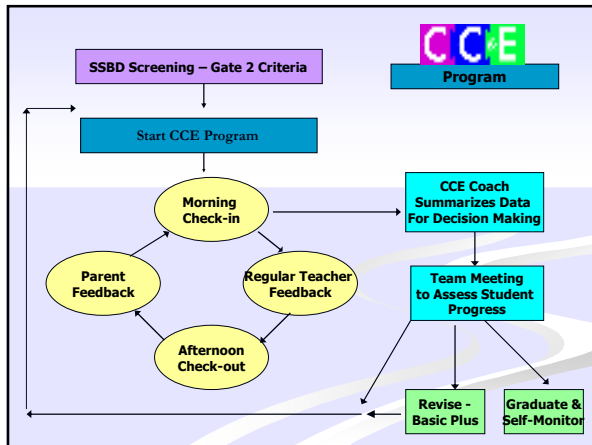 CC&E
Program
SSBD Screening – Gate 2 Criteria
Start CCE Program
Morning
Check-in
Parent
Feedback
Regular Teacher
Feedback
Afternoon
Check-out
CCE Coach
Summarizes Data
For Decision Making
Team Meeting
to Assess Student
Progress
Revise -
Basic Plus
Graduate &
Self-Monitor